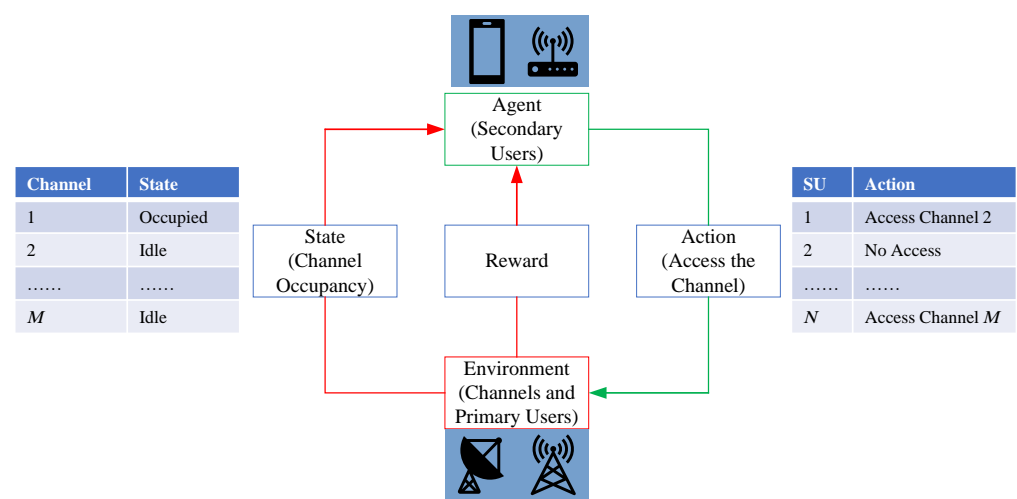 Agent
(Secondary
Users)
Channel State
1 Occupied
2 Idle
…… ……
M Idle
State
(Channel
Occupancy)
Reward
Action
(Access the
Channel)
SU Action
1 Access Channel 2
2 No Access
…… ……
N Access Channel M
Environment
(Channels and
Primary Users)